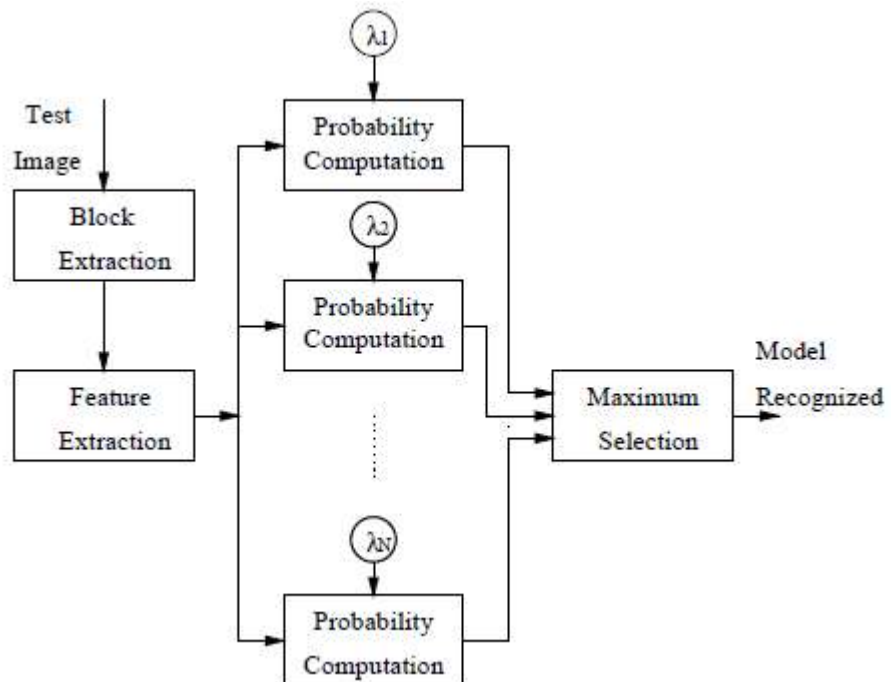 λ1
Test
Image
Probability
Computation
Block
Extraction
λ2
Probability
Computation
Feature
Extraction
Model
Recognized
Maximum
Selection
λN
Probability
Computation